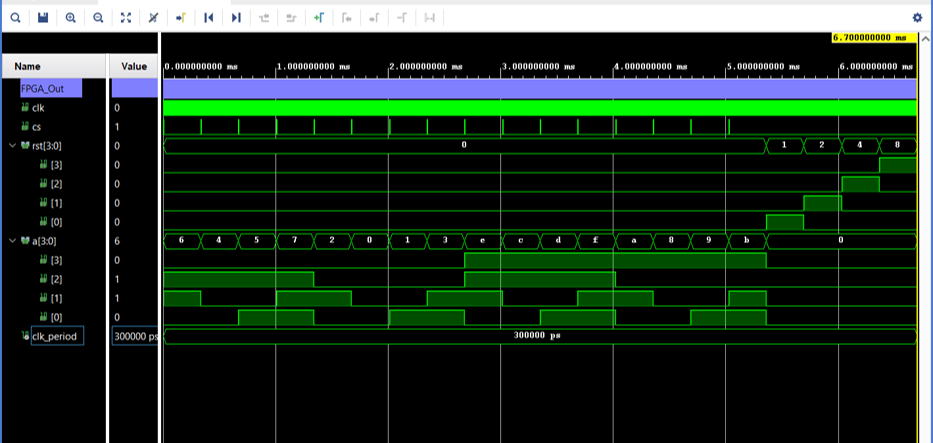 6.700000000 ms
Name Value
0.000000000 ms 1.000000000 ms 2.000000000 ms 3.000000000 ms 4.000000000 ms 5.000000000 ms 6.000000000 ms
FPGA_Out
clk 0
cs 1
rst[3:0] 0 0 1 2 4 8
[3] 0
[2] 0
[1] 0
[0] 0
a[3:0] 6 6 4 5 7 2 0 1 3 e c d f a 8 9 b 0
[3] 0
[2] 1
[1] 1
[0] 0
clk_period 300000 ps 300000 ps